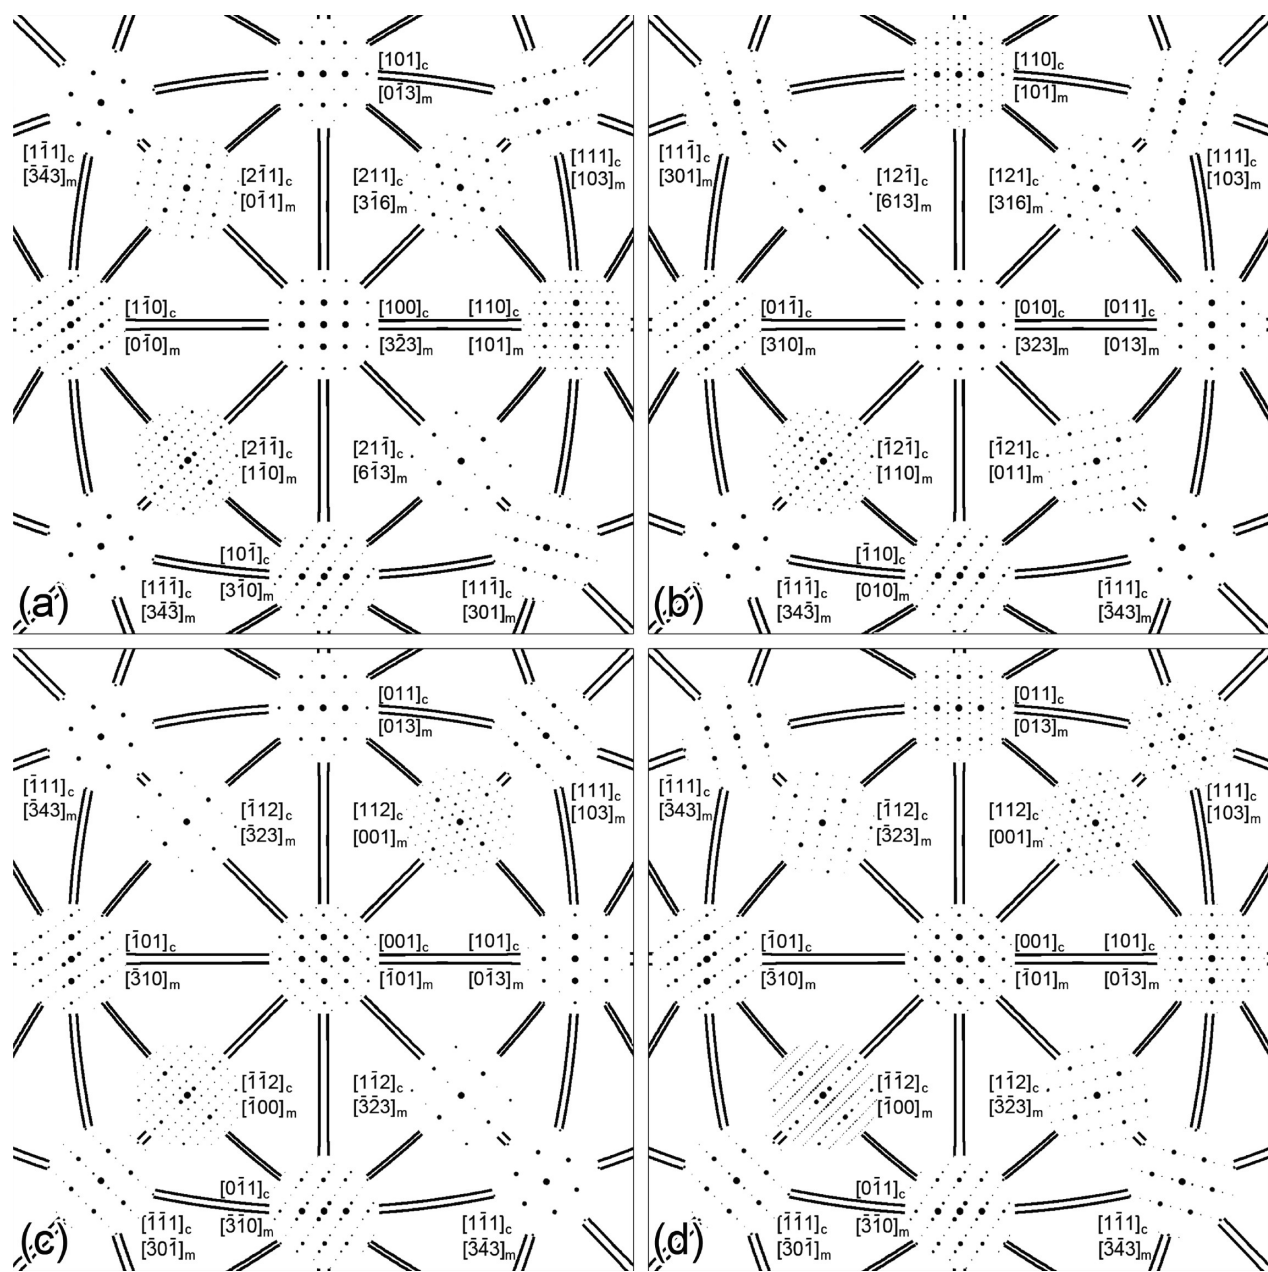 [101]c
[01̄3]m
[11̄1]c
[3̄4̄3]m
[21̄1]c
[01̄1]m
[211]c
[31̄6]m
[111]c
[103]m
[11̄0]c
[01̄0]m
[100]c
[32̄3]m
[110]c
[101]m
[21̄1̄]c
[11̄0]m
[211̄]c
[61̄3]m
[101̄]c
[31̄0]m
[11̄1̄]c
[34̄3̄]m
[111̄]c
[301]m
(a)
[110]c
[101]m
[111̄]c
[301]m
[121̄]c
[613]m
[121]c
[316]m
[111]c
[103]m
[011̄]c
[310]m
[010]c
[323]m
[011]c
[013]m
[1̄21̄]c
[110]m
[1̄21]c
[011]m
[1̄10]c
[010]m
[1̄11̄]c
[343̄]m
[1̄11]c
[3̄43]m
(b)
[011]c
[013]m
[1̄11]c
[3̄43]m
[1̄12]c
[3̄23]m
[112]c
[001]m
[111]c
[103]m
[1̄01]c
[3̄10]m
[001]c
[1̄01]m
[101]c
[01̄3]m
[1̄1̄2]c
[1̄00]m
[11̄2]c
[3̄2̄3]m
[01̄1]c
[3̄1̄0]m
[1̄1̄1]c
[3̄01̄]m
[11̄1]c
[3̄4̄3]m
(c)
[011]c
[013]m
[1̄11]c
[3̄43]m
[1̄12]c
[3̄23]m
[112]c
[001]m
[111]c
[103]m
[1̄01]c
[3̄10]m
[001]c
[1̄01]m
[101]c
[01̄3]m
[1̄1̄2]c
[1̄00]m
[11̄2]c
[3̄2̄3]m
[01̄1]c
[3̄1̄0]m
[1̄1̄1]c
[3̄01̄]m
[11̄1]c
[3̄4̄3]m
(d)